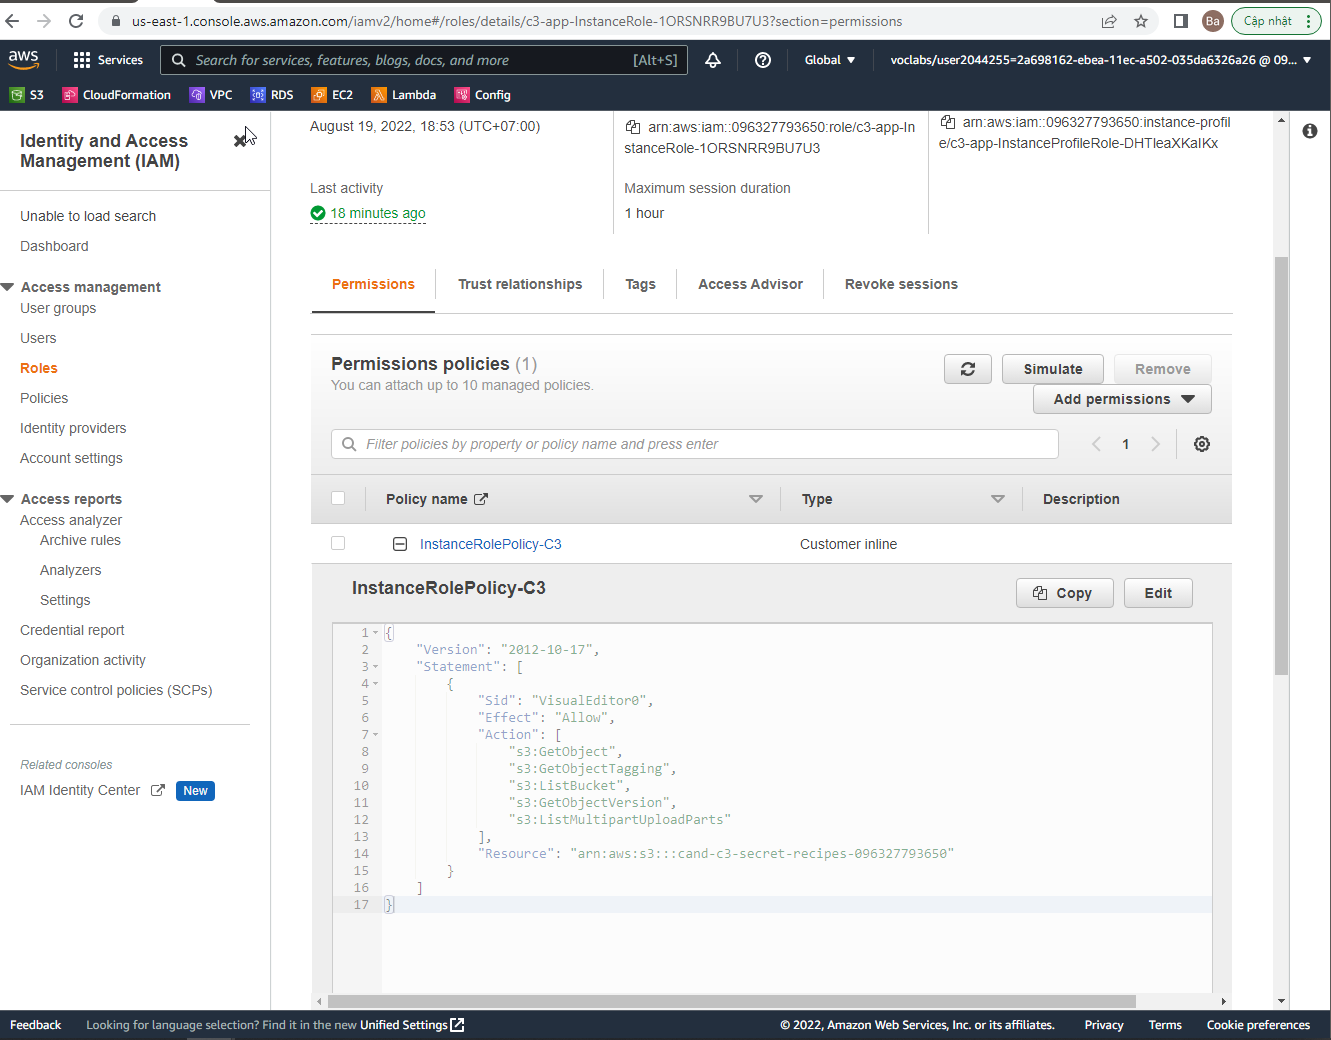 us-east-1.console.aws.amazon.com/iamv2/home#/roles/details/c3-app-InstanceRole-1ORSNRR9BU7U3?section=permissions
Ba
Cập nhật
aws
Services
Search for services, features, blogs, docs, and more
[Alt+S]
Global
voclabs/user2044255=2a698162-ebea-11ec-a502-035da6326a26 @ 09...
S3
CloudFormation
VPC
RDS
EC2
Lambda
Config
Identity and Access
Management (IAM)
Unable to load search
Dashboard
Access management
User groups
Users
Roles
Policies
Identity providers
Account settings
Access reports
Access analyzer
Archive rules
Analyzers
Settings
Credential report
Organization activity
Service control policies (SCPs)
Related consoles
IAM Identity Center
New
August 19, 2022, 18:53 (UTC+07:00)
arn:aws:iam::096327793650:role/c3-app-In
stanceRole-1ORSNRR9BU7U3
arn:aws:iam::096327793650:instance-profil
e/c3-app-InstanceProfileRole-DHTleaXKaIKx
Last activity
18 minutes ago
Maximum session duration
1 hour
Permissions
Trust relationships
Tags
Access Advisor
Revoke sessions
Permissions policies (1)
You can attach up to 10 managed policies.
Simulate
Remove
Add permissions
Filter policies by property or policy name and press enter
1
Policy name
Type
Description
InstanceRolePolicy-C3
Customer inline
InstanceRolePolicy-C3
Copy
Edit
1 {
2 "Version": "2012-10-17",
3 "Statement": [
4 {
5 "Sid": "VisualEditor0",
6 "Effect": "Allow",
7 "Action": [
8 "s3:GetObject",
9 "s3:GetObjectTagging",
10 "s3:ListBucket",
11 "s3:GetObjectVersion",
12 "s3:ListMultipartUploadParts"
13 ],
14 "Resource": "arn:aws:s3:::cand-c3-secret-recipes-096327793650"
15 }
16 ]
17 }
Feedback
Looking for language selection? Find it in the new Unified Settings
© 2022, Amazon Web Services, Inc. or its affiliates.
Privacy
Terms
Cookie preferences